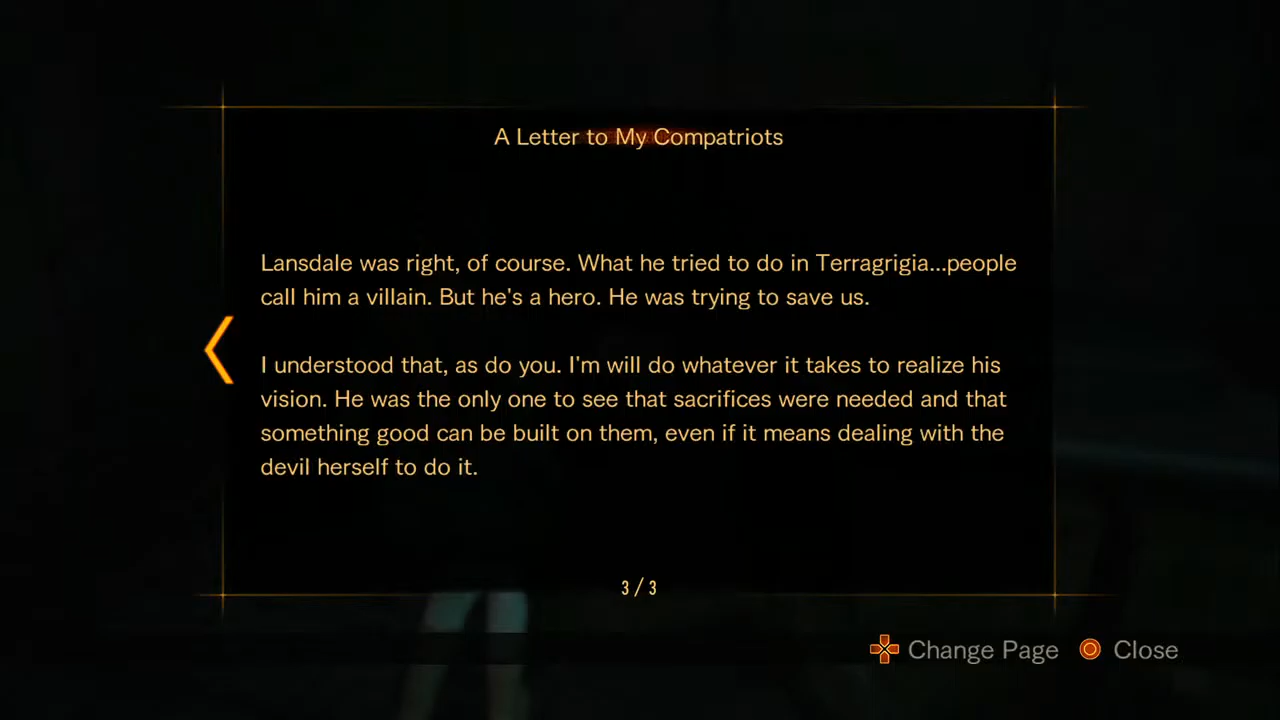 A Letter to My Compatriots
Lansdale was right, of course. What he tried to do in Terragrigia...people
call him a villain. But he's a hero. He was trying to save us.
I understood that, as do you. I'm will do whatever it takes to realize his
vision. He was the only one to see that sacrifices were needed and that
something good can be built on them, even if it means dealing with the
devil herself to do it.
3/3
Change Page
Close